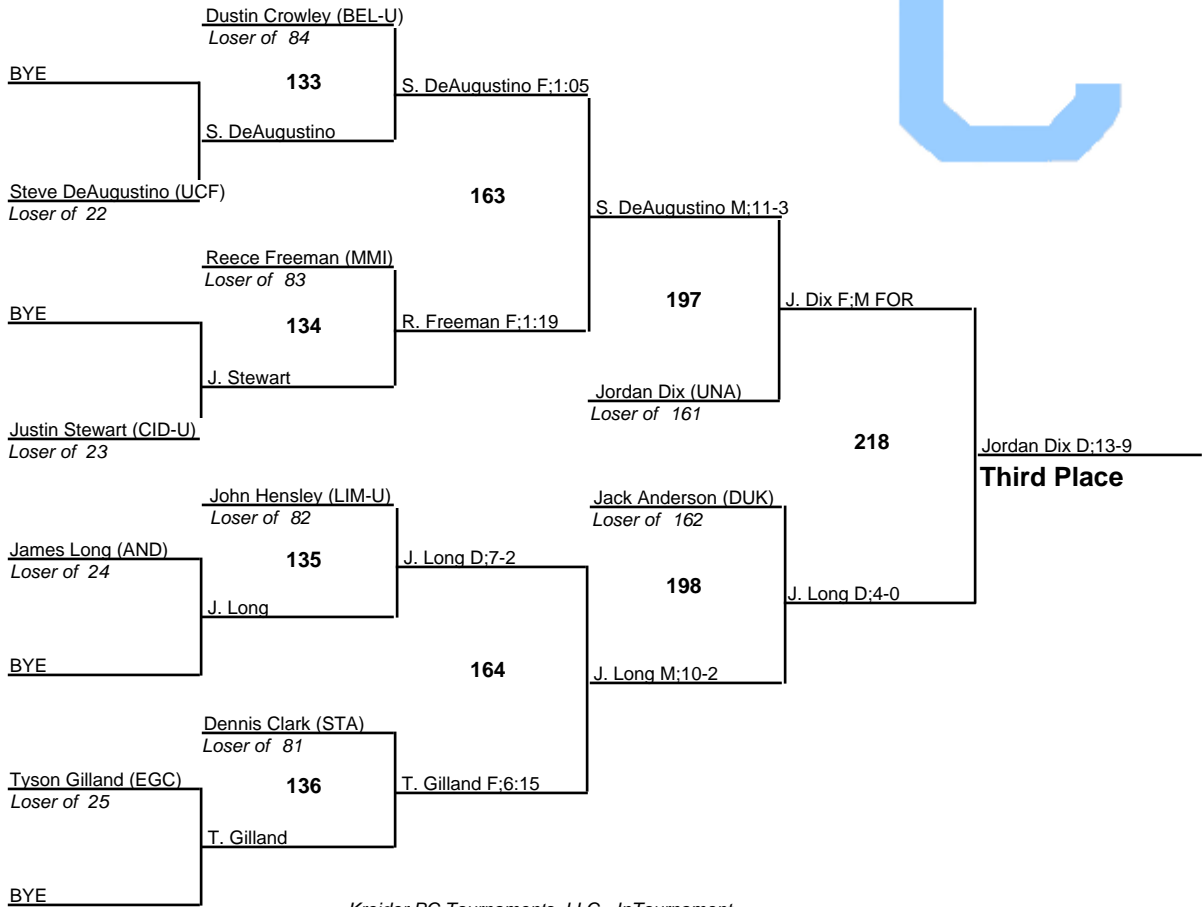 Dustin Crowley (BEL-U)
Loser of 84
BYE
133
S. DeAugustino F;1:05
S. DeAugustino
Steve DeAugustino (UCF)
Loser of 22
163
S. DeAugustino M;11-3
Reece Freeman (MMI)
Loser of 83
BYE
134
R. Freeman F;1:19
197
J. Dix F;M FOR
J. Stewart
Jordan Dix (UNA)
Loser of 161
Justin Stewart (CID-U)
Loser of 23
218
Jordan Dix D;13-9
Third Place
John Hensley (LIM-U)
Loser of 82
Jack Anderson (DUK)
Loser of 162
James Long (AND)
Loser of 24
135
J. Long D;7-2
198
J. Long D;4-0
J. Long
BYE
164
J. Long M;10-2
Dennis Clark (STA)
Loser of 81
Tyson Gilland (EGC)
Loser of 25
136
T. Gilland F;6:15
T. Gilland
BYE